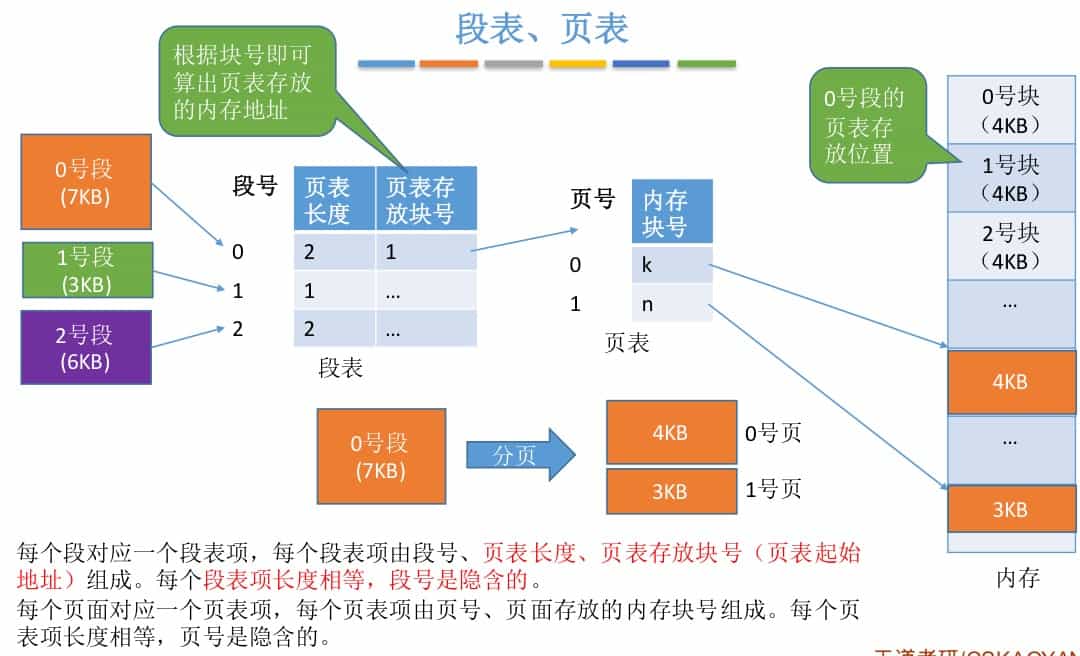 段表、页表
根据块号即可
算出页表存放
的内存地址
0号段的
页表存
放位置
0号块
（4KB）
1号块
（4KB）
2号块
（4KB）
...
4KB
...
3KB
内存
0号段
(7KB)
1号段
(3KB)
2号段
(6KB)
段号
页表
长度
页表存
放块号
0
2
1
1
1
...
2
2
...
段表
页号
内存
块号
0
k
1
n
页表
0号段
(7KB)
分页
4KB
0号页
3KB
1号页
每个段对应一个段表项，每个段表项由段号、页表长度、页表存放块号（页表起始
地址）组成。每个段表项长度相等，段号是隐含的。
每个页面对应一个页表项，每个页表项由页号、页面存放的内存块号组成。每个页
表项长度相等，页号是隐含的。